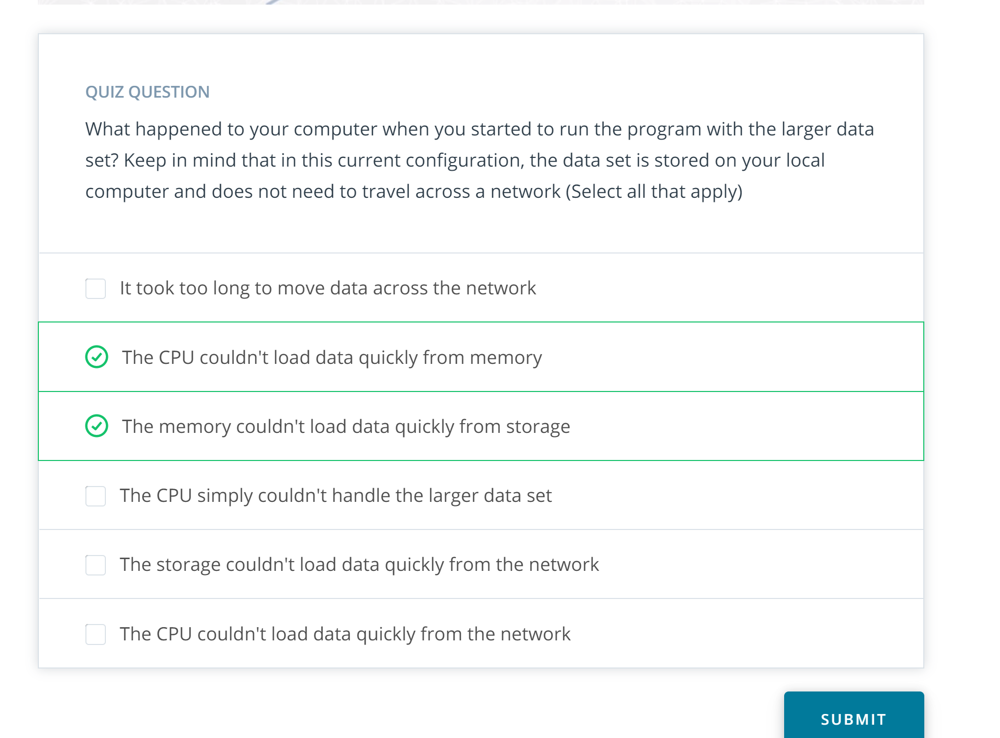 QUIZ QUESTION
What happened to your computer when you started to run the program with the larger data
set? Keep in mind that in this current configuration, the data set is stored on your local
computer and does not need to travel across a network (Select all that apply)
It took too long to move data across the network
The CPU couldn't load data quickly from memory
The memory couldn't load data quickly from storage
The CPU simply couldn't handle the larger data set
The storage couldn't load data quickly from the network
The CPU couldn't load data quickly from the network
SUBMIT